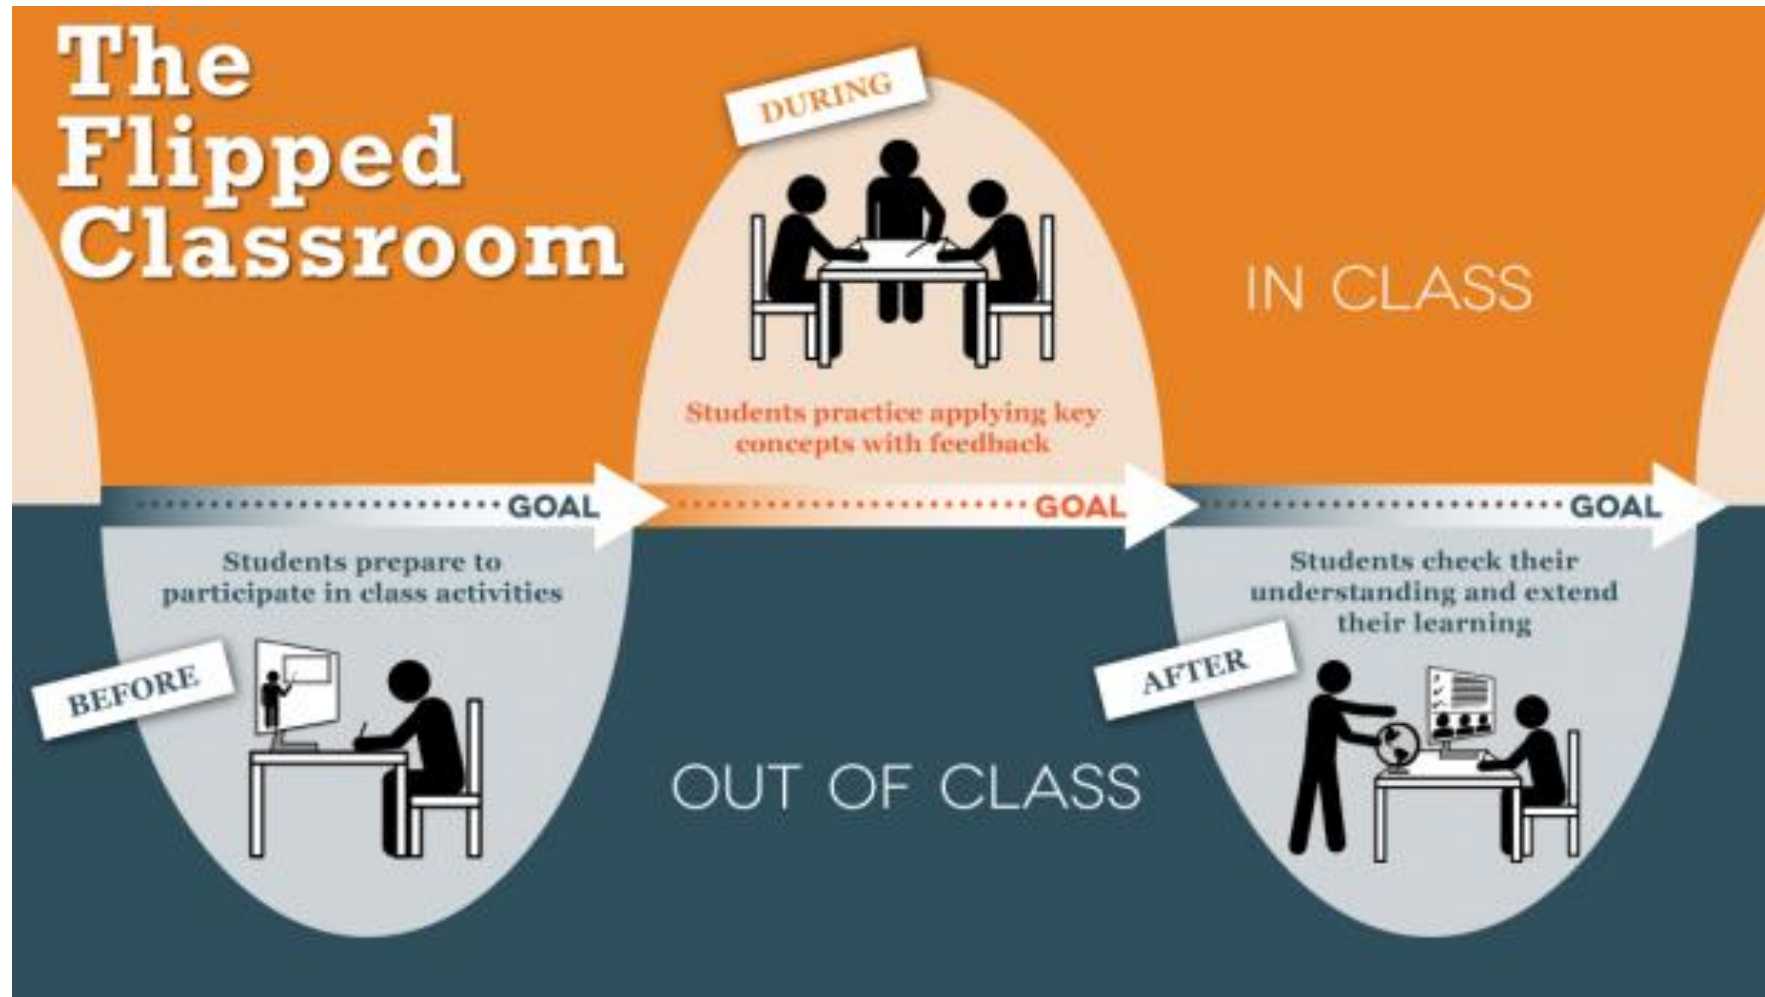 The
Flipped
Classroom
DURING
IN CLASS
Students practice applying key
concepts with feedback
GOAL
GOAL
GOAL
Students prepare to
participate in class activities
BEFORE
OUT OF CLASS
Students check their
understanding and extend
their learning
AFTER